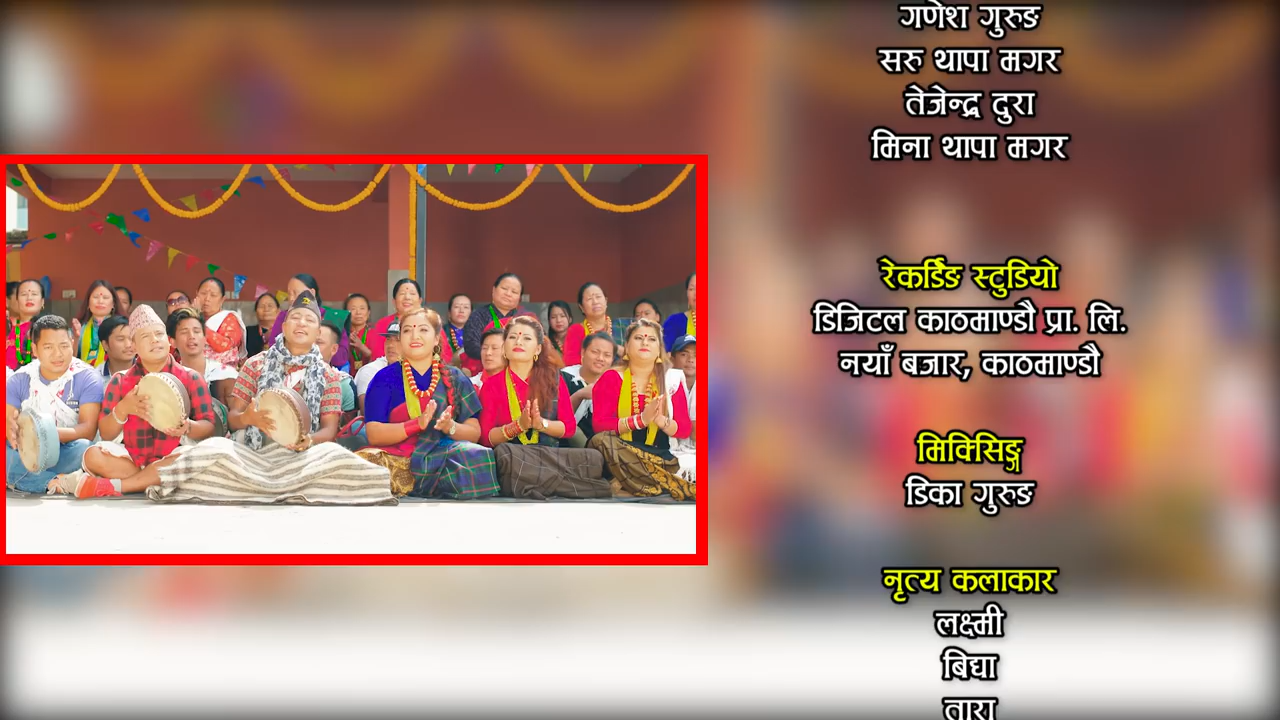 गणेश गुरुङ
सरु थापा मगर
तेजेन्द्र दुरा
मिना थापा मगर
रेकर्डिङ स्टुडियो
डिजिटल काठमाण्डौ प्रा. लि.
नयाँ बजार, काठमाण्डौ
मिक्सिङ्ग
डिका गुरुङ
नृत्य कलाकार
लक्ष्मी
बिद्या
तारा